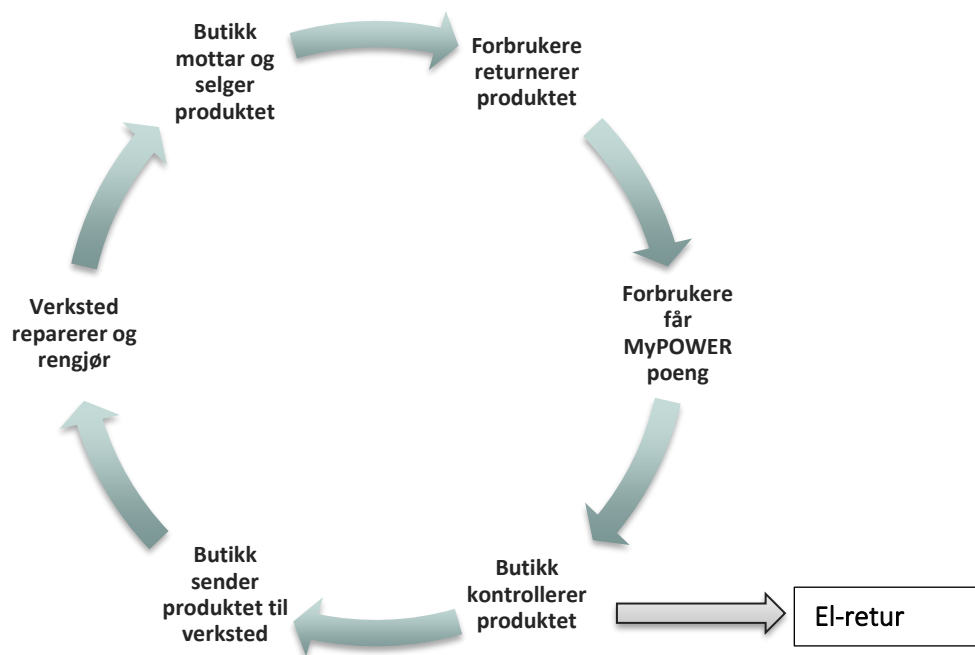 Butikk
mottar og
selger
produktet
Forbrukere
returnerer
produktet
Forbrukere
får
MyPOWER
poeng
Butikk
kontrollerer
produktet
El-retur
Butikk
sender
produktet til
verksted
Verksted
reparerer og
rengjør